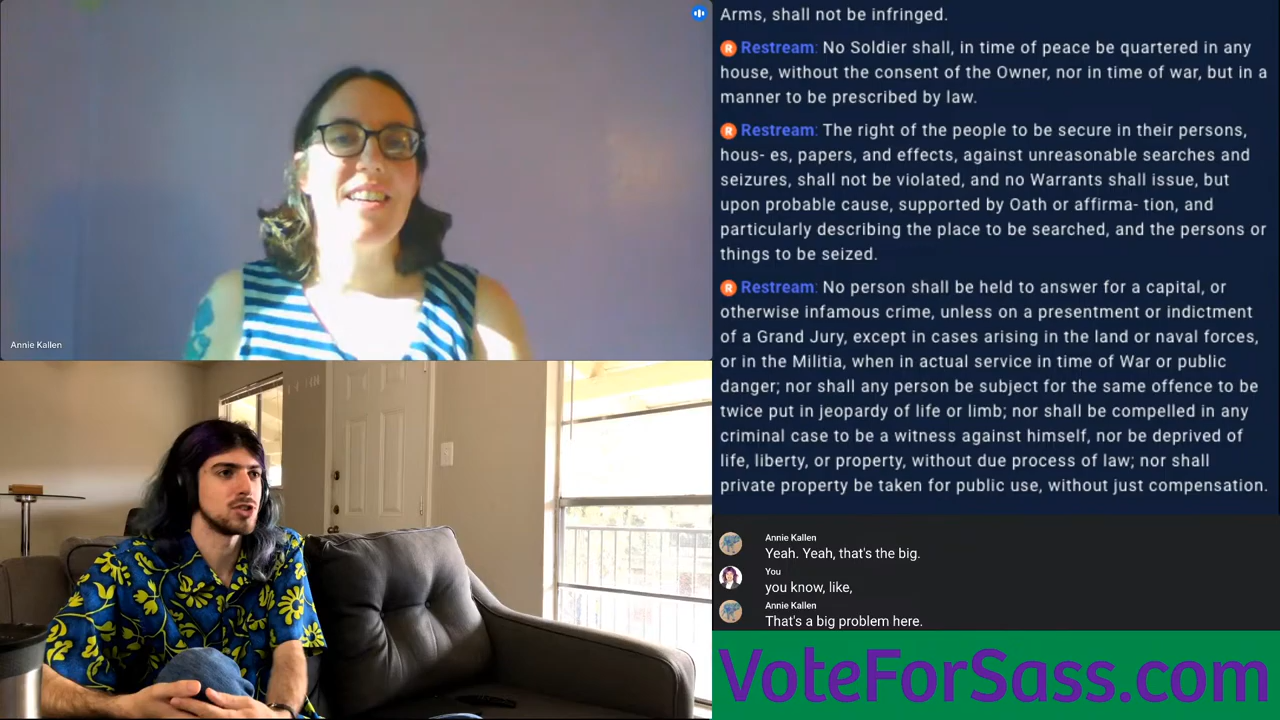 Annie Kallen
Arms, shall not be infringed.
R Restream: No Soldier shall, in time of peace be quartered in any
house, without the consent of the Owner, nor in time of war, but in a
manner to be prescribed by law.
R Restream: The right of the people to be secure in their persons,
hous- es, papers, and effects, against unreasonable searches and
seizures, shall not be violated, and no Warrants shall issue, but
upon probable cause, supported by Oath or affirma- tion, and
particularly describing the place to be searched, and the persons or
things to be seized.
R Restream: No person shall be held to answer for a capital, or
otherwise infamous crime, unless on a presentment or indictment
of a Grand Jury, except in cases arising in the land or naval forces,
or in the Militia, when in actual service in time of War or public
danger; nor shall any person be subject for the same offence to be
twice put in jeopardy of life or limb; nor shall be compelled in any
criminal case to be a witness against himself, nor be deprived of
life, liberty, or property, without due process of law; nor shall
private property be taken for public use, without just compensation.
Annie Kallen
Yeah. Yeah, that's the big.
You
you know, like,
Annie Kallen
That's a big problem here.
VoteForSass.com